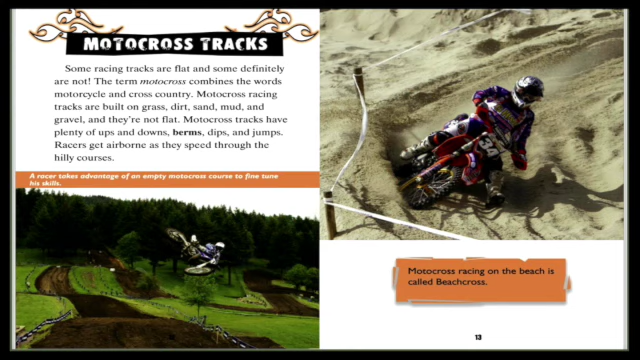 MOTOCROSS TRACKS
Some racing tracks are flat and some definitely
are not! The term motocross combines the words
motorcycle and cross country. Motocross racing
tracks are built on grass, dirt, sand, mud, and
gravel, and they're not flat. Motocross tracks have
plenty of ups and downs, berms, dips, and jumps.
Racers get airborne as they speed through the
hilly courses.
A racer takes advantage of an empty motocross course to fine tune
his skills.
34
Motocross racing on the beach is
called Beachcross.
13